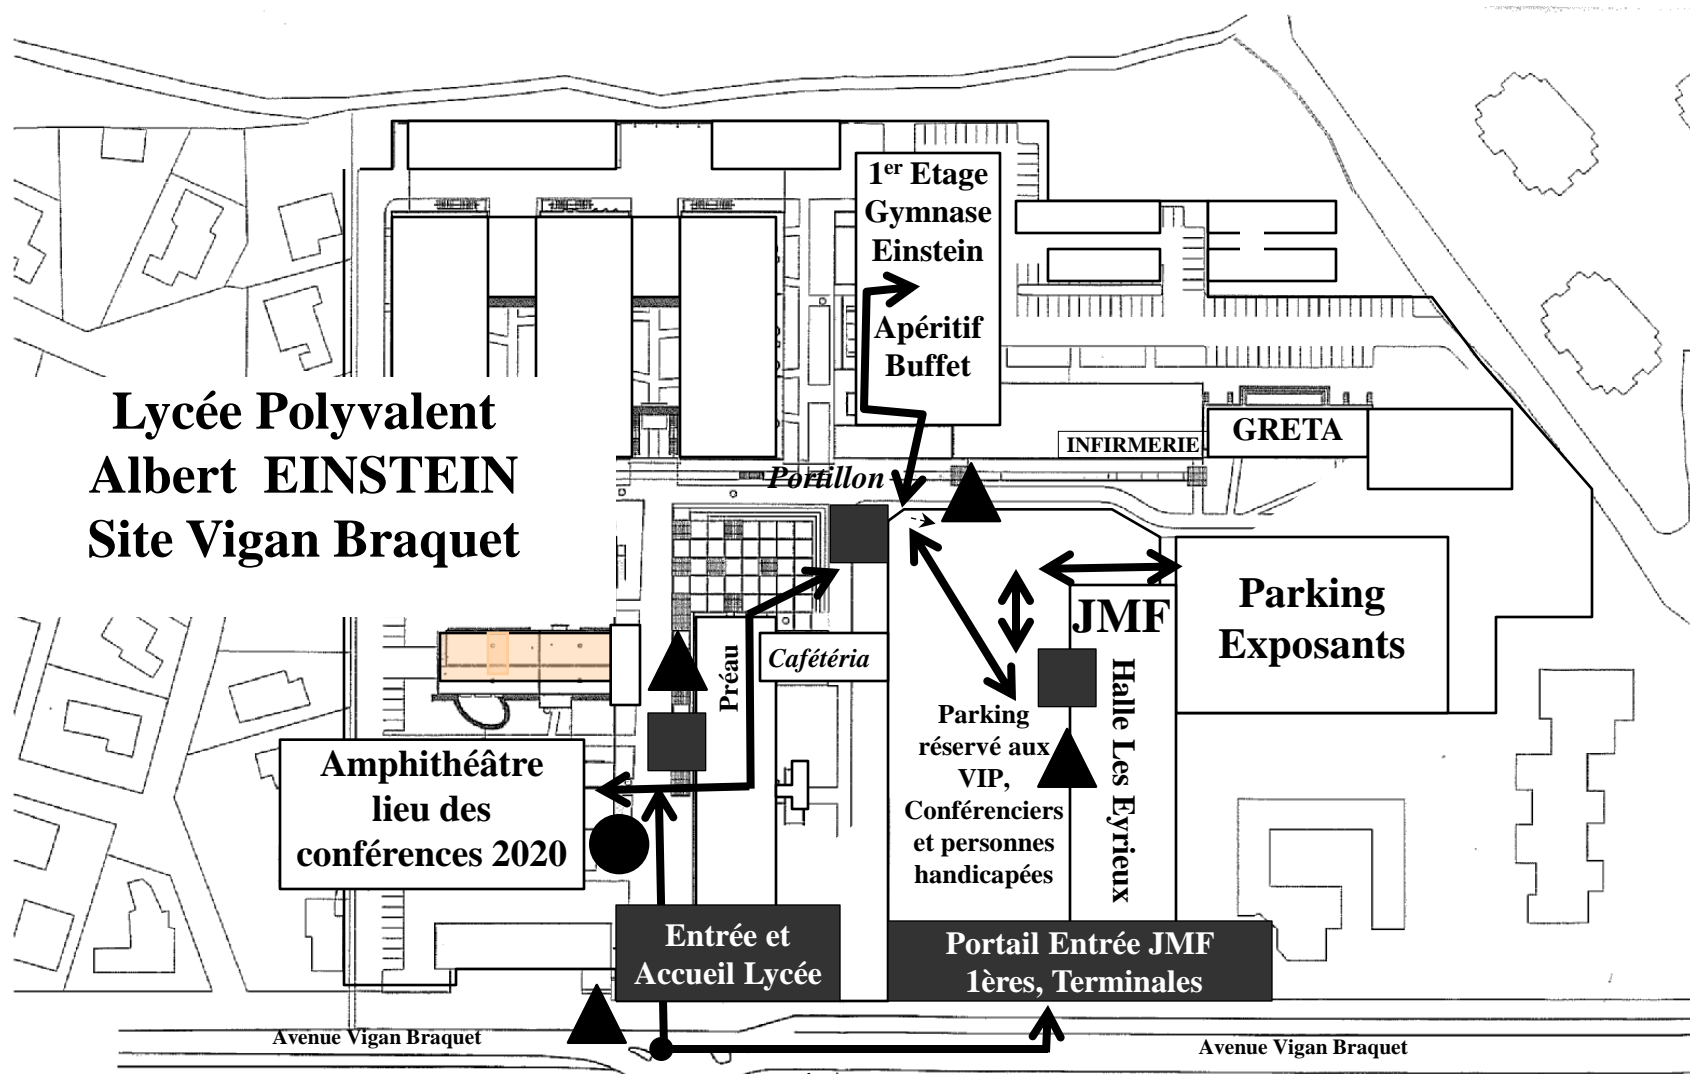 1er Etage
Gymnase
Einstein
Apéritif
Buffet
Lycée Polyvalent
Albert EINSTEIN
Site Vigan Braquet
INFIRMERIE
GRETA
Portillon
Parking
Exposants
JMF
Préau
Cafétéria
Halle Les Eyrieux
Parking
réservé aux
VIP,
Conférenciers
et personnes
handicapées
Amphithéâtre
lieu des
conférences 2020
Entrée et
Accueil Lycée
Portail Entrée JMF
1ères, Terminales
Avenue Vigan Braquet
Avenue Vigan Braquet